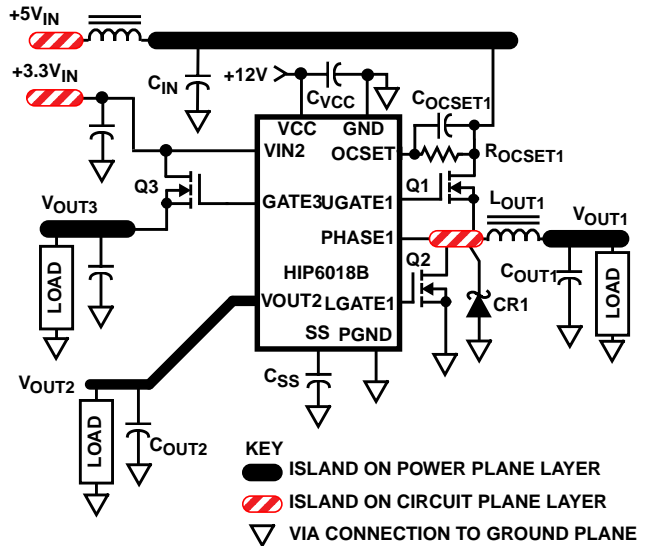 +5VIN
+3.3VIN
CIN
+12V
CVCC
COCSET1
VCC
GND
VIN2
OCSET
ROCSET1
Q3
Q1
GATE3
UGATE1
LOUT1
VOUT3
VOUT1
PHASE1
LOAD
HIP6018B
Q2
COUT1
LOAD
VOUT2
LGATE1
CR1
SS
PGND
CSS
VOUT2
LOAD
COUT2
KEY
ISLAND ON POWER PLANE LAYER
ISLAND ON CIRCUIT PLANE LAYER
VIA CONNECTION TO GROUND PLANE